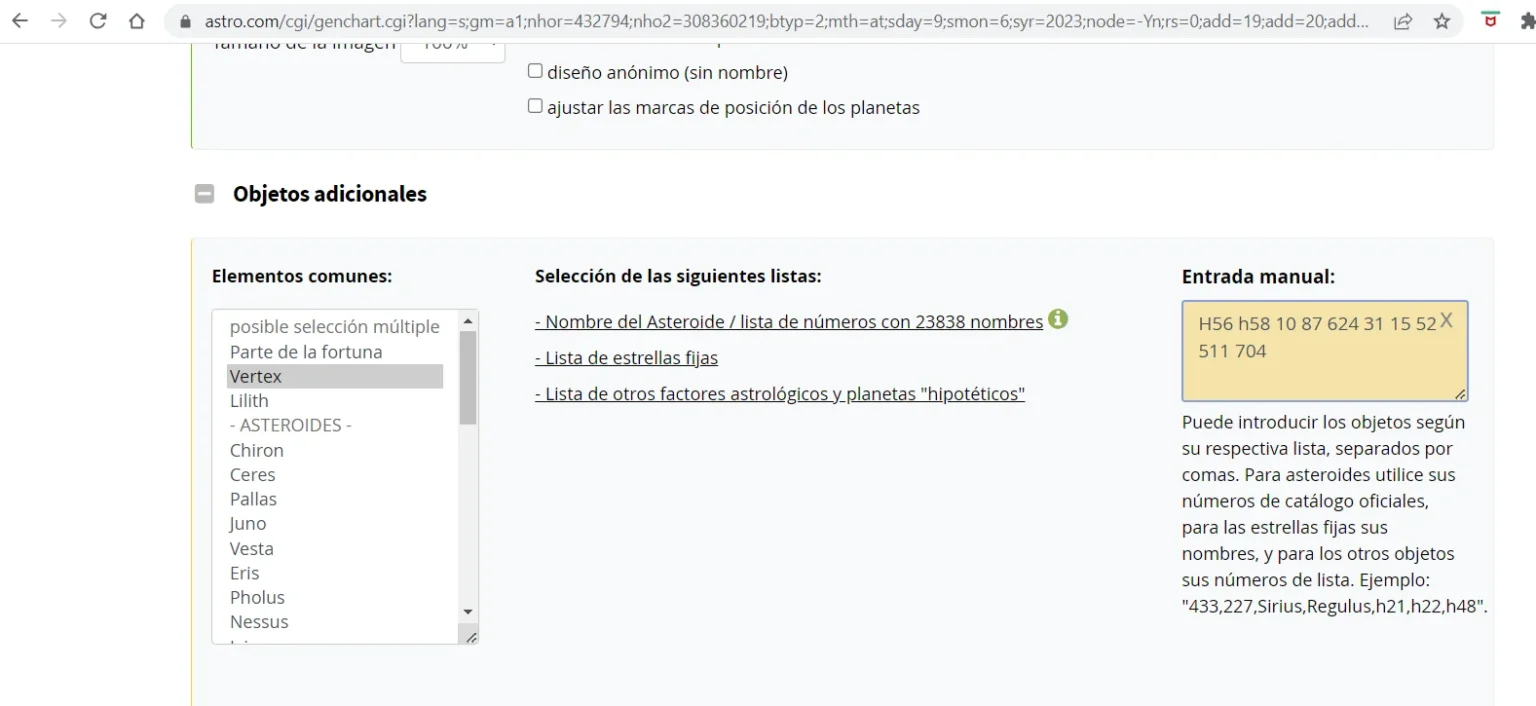 astro.com/cgi/genchart.cgi?lang=s;gm=a1;nhor=432794;nho2=308360219;btyp=2;mth=at;sday=9;smon=6;syr=2023;node=-Yn;rs=0;add=19;add=20;add...
Tamaño de la imagen 100%
diseño anónimo (sin nombre)
ajustar las marcas de posición de los planetas
Objetos adicionales
Elementos comunes:
posible selección múltiple
Parte de la fortuna
Vertex
Lilith
- ASTEROIDES -
Chiron
Ceres
Pallas
Juno
Vesta
Eris
Pholus
Nessus
Selección de las siguientes listas:
- Nombre del Asteroide / lista de números con 23838 nombres
- Lista de estrellas fijas
- Lista de otros factores astrológicos y planetas "hipotéticos"
Entrada manual:
H56 h58 10 87 624 31 15 52 X
511 704
Puede introducir los objetos según
su respectiva lista, separados por
comas. Para asteroides utilice sus
números de catálogo oficiales,
para las estrellas fijas sus
nombres, y para los otros objetos
sus números de lista. Ejemplo:
"433,227,Sirius,Regulus,h21,h22,h48".